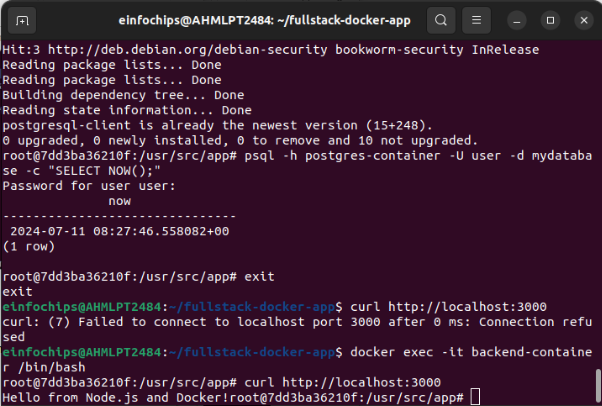 einfochips@AHMLPT2484: ~/fullstack-docker-app
Hit:3 http://deb.debian.org/debian-security bookworm-security InRelease
Reading package lists... Done
Reading package lists... Done
Building dependency tree... Done
Reading state information... Done
postgresql-client is already the newest version (15+248).
0 upgraded, 0 newly installed, 0 to remove and 10 not upgraded.
root@7dd3ba36210f:/usr/src/app# psql -h postgres-container -U user -d mydataba
se -c "SELECT NOW();"
Password for user user:
now
-------------------------------
2024-07-11 08:27:46.558082+00
(1 row)
root@7dd3ba36210f:/usr/src/app# exit
exit
einfochips@AHMLPT2484:~/fullstack-docker-app$ curl http://localhost:3000
curl: (7) Failed to connect to localhost port 3000 after 0 ms: Connection refu
sed
einfochips@AHMLPT2484:~/fullstack-docker-app$ docker exec -it backend-containe
r /bin/bash
root@7dd3ba36210f:/usr/src/app# curl http://localhost:3000
Hello from Node.js and Docker!root@7dd3ba36210f:/usr/src/app#